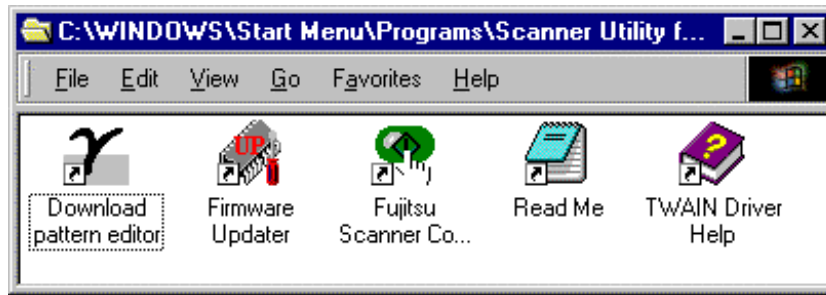 C:\WINDOWS\Start Menu\Programs\Scanner Utility f...
File Edit View Go Favorites Help
γ UP
Download pattern editor
Firmware Updater
Fujitsu Scanner Co...
Read Me
TWAIN Driver Help